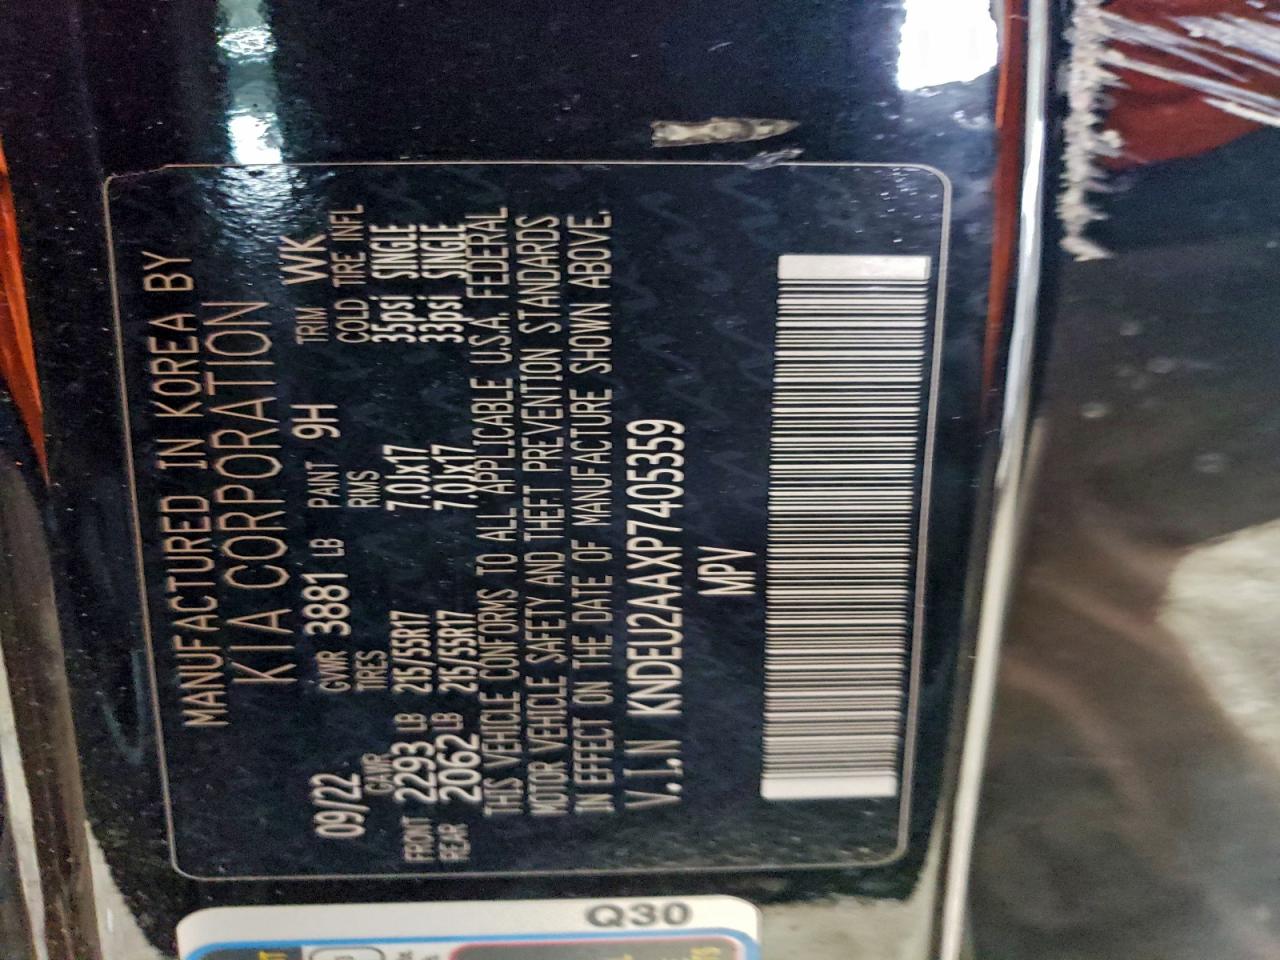 MANUFACTURED IN KOREA BY
KIA CORPORATION
09/22 GVWR 3881 LB PAINT 9H TRIM WK
GAWR TIRES RIMS COLD TIRE INFL
FRONT 2293 LB 215/55R17 7.0Jx17 35psi SINGLE
REAR 2062 LB 215/55R17 7.0Jx17 33psi SINGLE
THIS VEHICLE CONFORMS TO ALL APPLICABLE U.S.A. FEDERAL
MOTOR VEHICLE SAFETY AND THEFT PREVENTION STANDARDS
IN EFFECT ON THE DATE OF MANUFACTURE SHOWN ABOVE.
V.I.N KNDEU2AAXP7405359
MPV
Q30